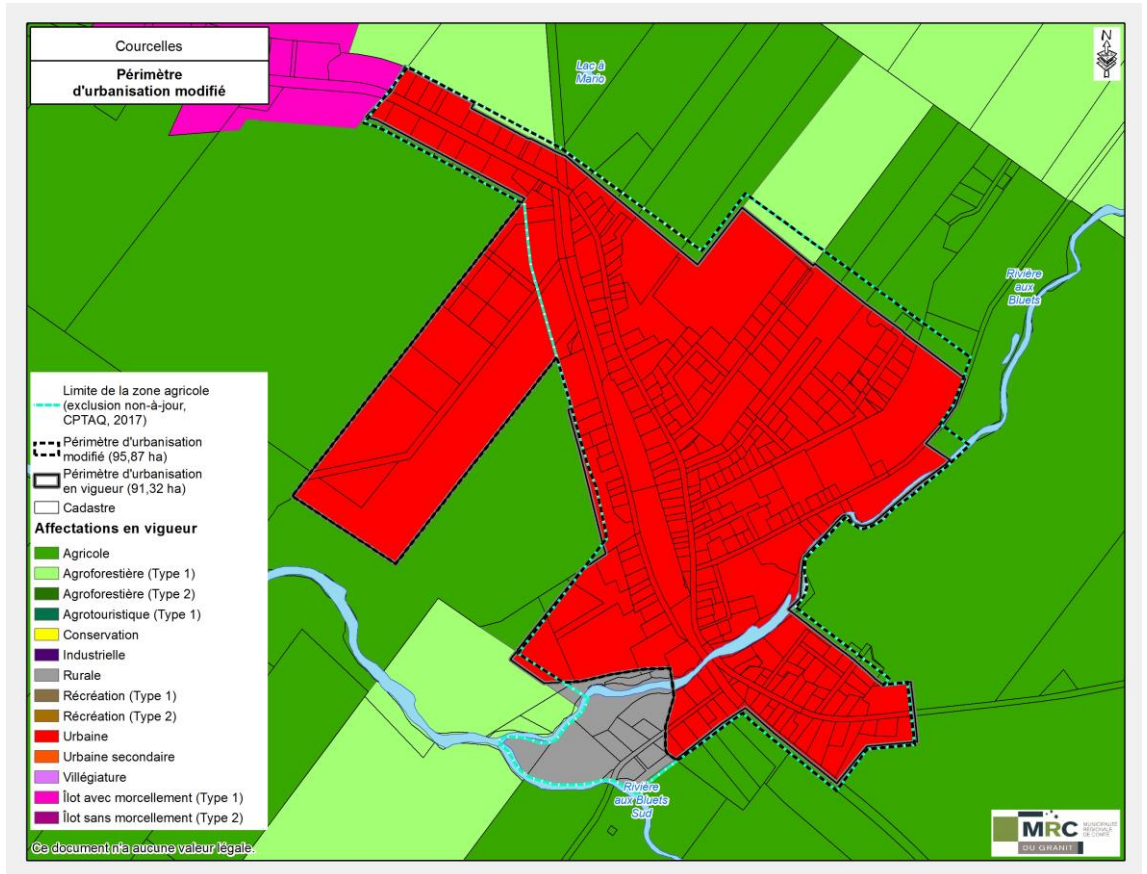 Courcelles
Périmètre
d'urbanisation modifié
N
Lac à
Mario
Rivière
aux
Bluets
Limite de la zone agricole
(exclusion non-à-jour,
CPTAQ, 2017)
Périmètre d'urbanisation
modifié (95,87 ha)
Périmètre d'urbanisation
en vigueur (91,32 ha)
Cadastre
Affectations en vigueur
Agricole
Agroforestière (Type 1)
Agroforestière (Type 2)
Agrotouristique (Type 1)
Conservation
Industrielle
Rurale
Récréation (Type 1)
Récréation (Type 2)
Urbaine
Urbaine secondaire
Villégiature
Îlot avec morcellement (Type 1)
Îlot sans morcellement (Type 2)
Rivière
aux Bluets
Sud
Ce document n'a aucune valeur légale.
MRC
MUNICIPALITÉ
RÉGIONALE
DE COMTÉ
DU GRANIT